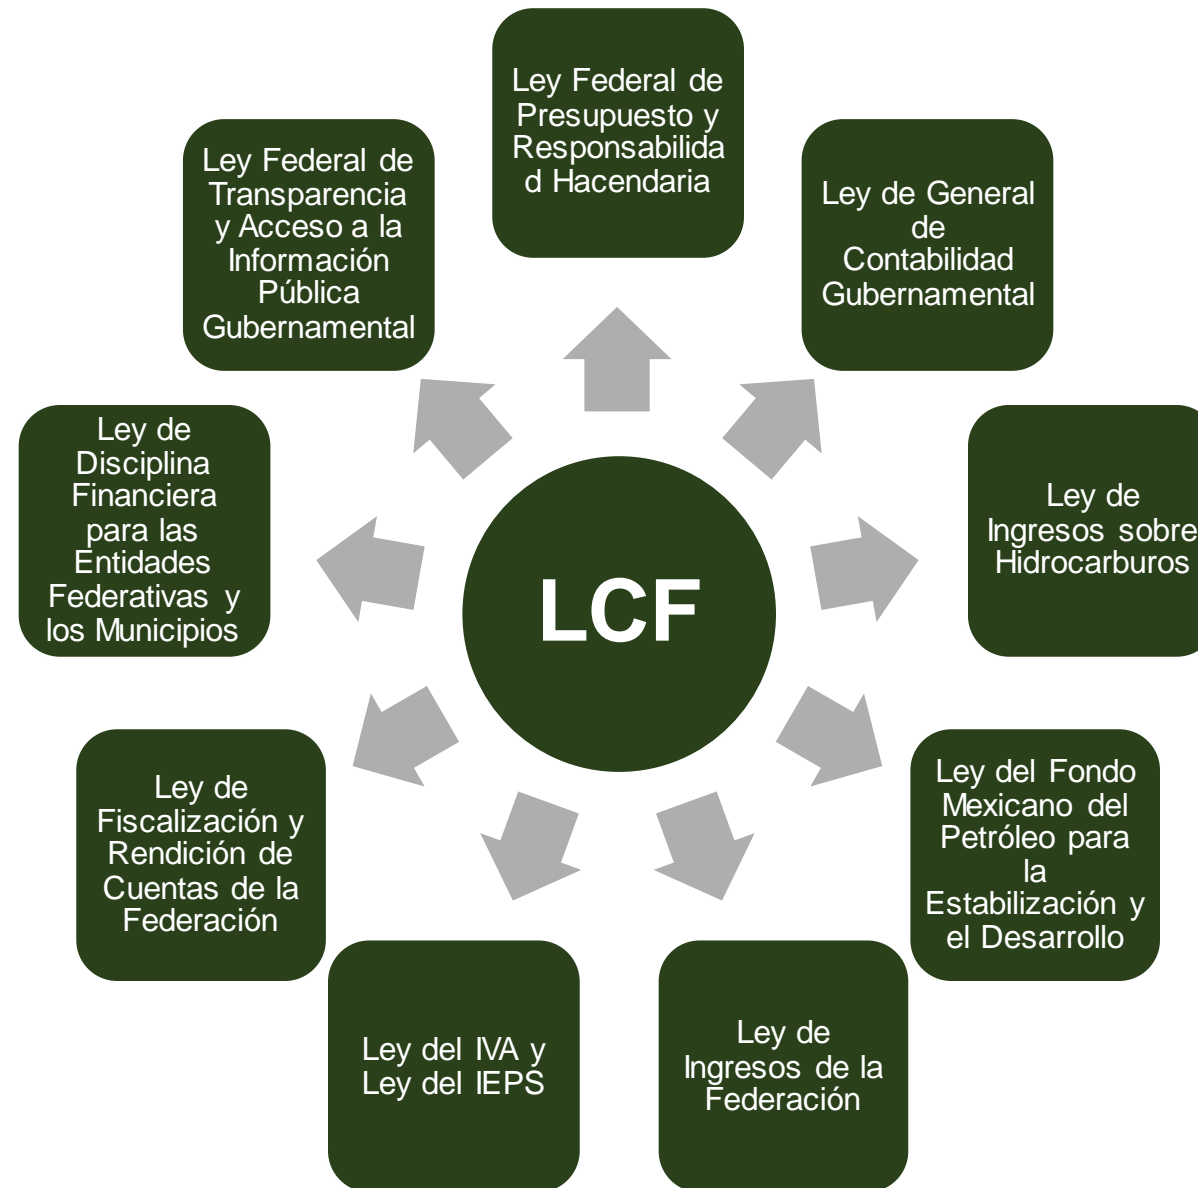 Ley Federal de
Presupuesto y
Responsabilida
d Hacendaria
Ley de General
de
Contabilidad
Gubernamental
Ley de
Ingresos sobre
Hidrocarburos
Ley del Fondo
Mexicano del
Petróleo para
la
Estabilización y
el Desarrollo
Ley de
Ingresos de la
Federación
Ley del IVA y
Ley del IEPS
Ley de
Fiscalización y
Rendición de
Cuentas de la
Federación
Ley de
Disciplina
Financiera
para las
Entidades
Federativas y
los Municipios
Ley Federal de
Transparencia
y Acceso a la
Información
Pública
Gubernamental
LCF